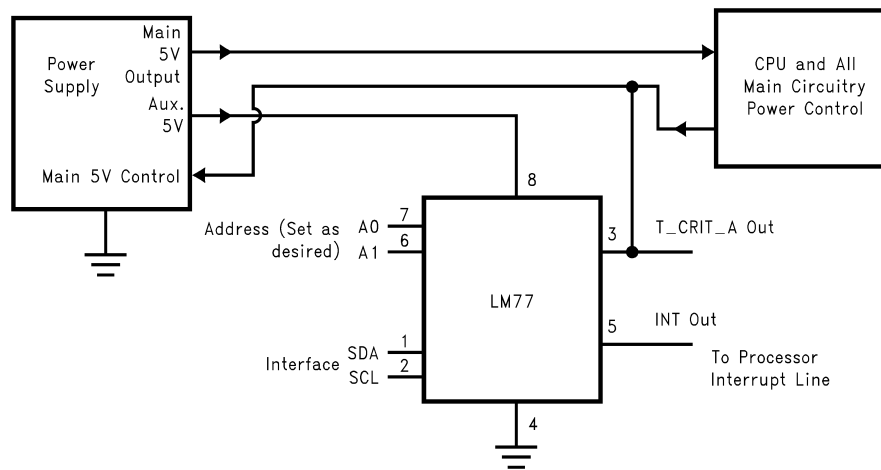 Main
5V
Output
Power
Supply
Aux.
5V
Main 5V Control
CPU and All
Main Circuitry
Power Control
8
Address (Set as
desired)
A0
7
A1
6
3
T_CRIT_A Out
LM77
5
INT Out
To Processor
Interrupt Line
Interface
SDA
1
SCL
2
4